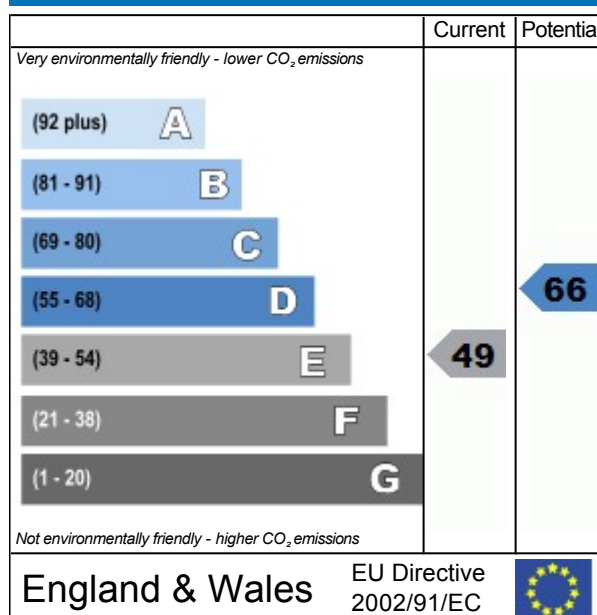 Current Potentia
Very environmentally friendly - lower CO₂ emissions
(92 plus) A
(81 - 91) B
(69 - 80) C
(55 - 68) D
66
(39 - 54) E
49
(21 - 38) F
(1 - 20) G
Not environmentally friendly - higher CO₂ emissions
England & Wales
EU Directive
2002/91/EC